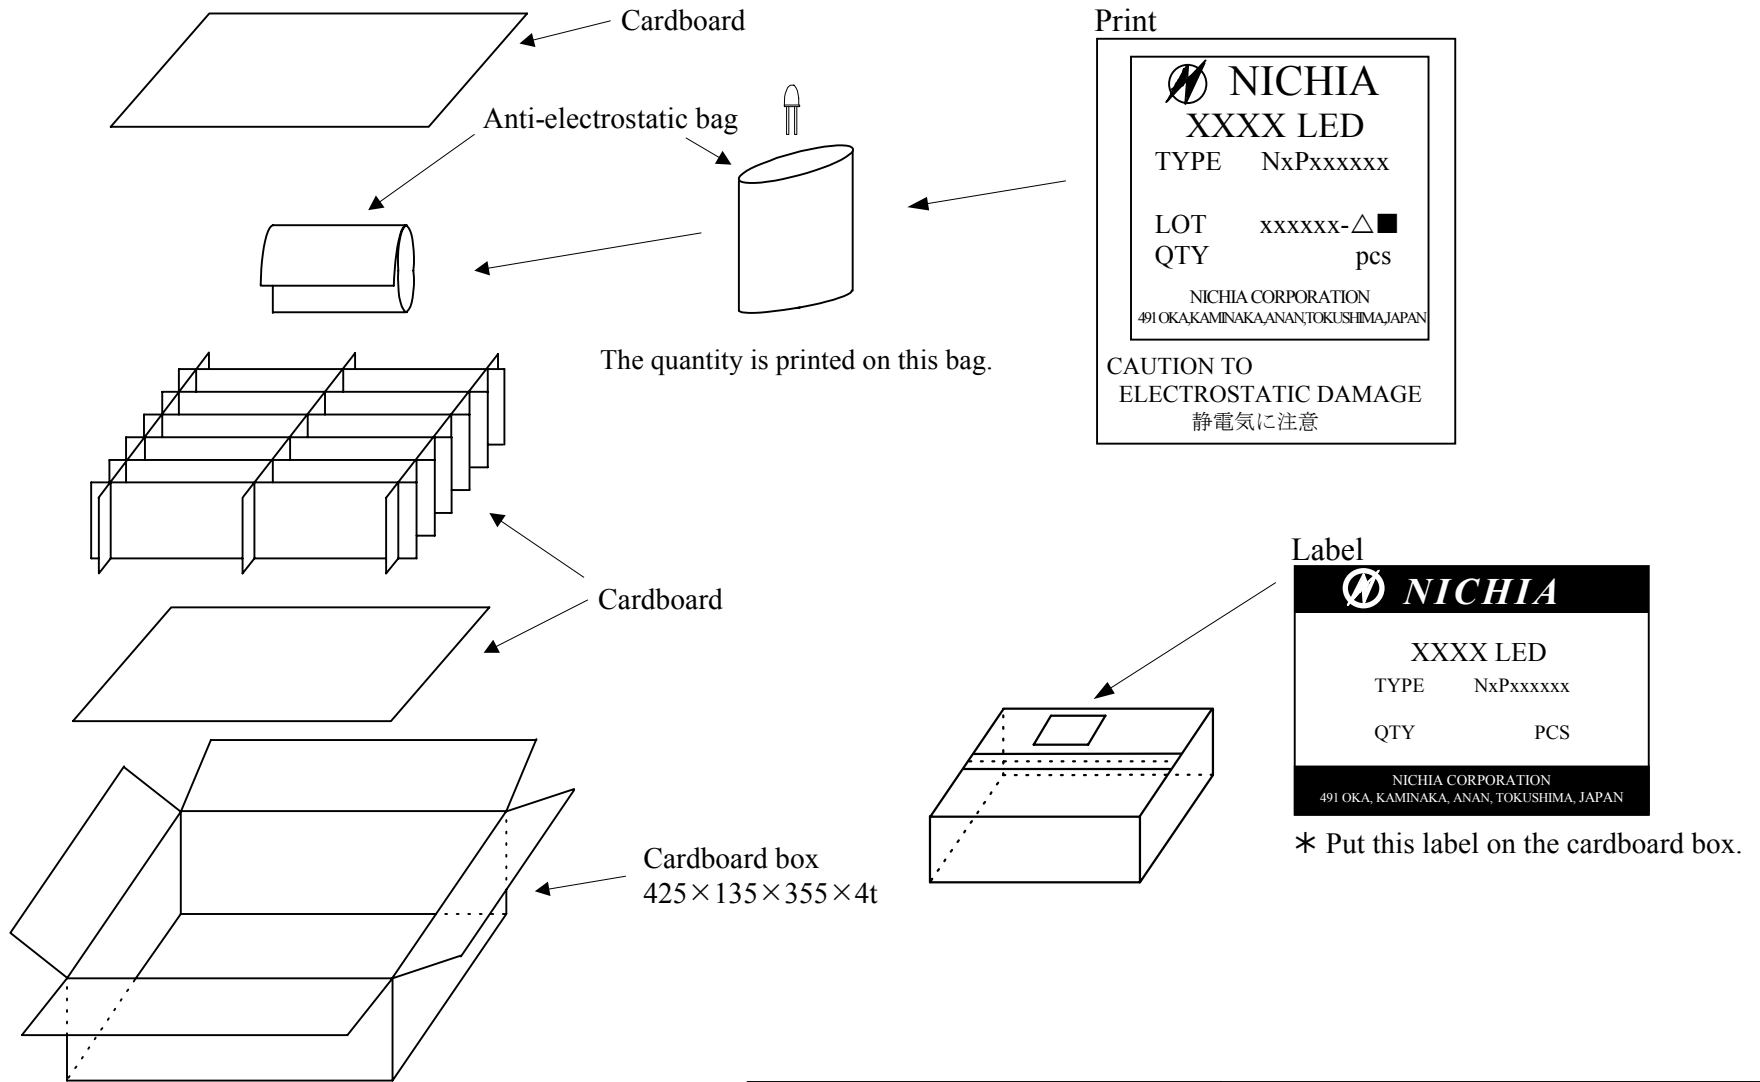 Cardboard
Anti-electrostatic bag
The quantity is printed on this bag.
Print
NICHIA
XXXX LED
TYPE NxPxxxxxx
LOT xxxxxx-△■
QTY pcs
NICHIA CORPORATION
491 OKA,KAMINAKA,ANAN,TOKUSHIMA,JAPAN
CAUTION TO
ELECTROSTATIC DAMAGE
静電気に注意
Cardboard
Cardboard box
425×135×355×4t
Label
NICHIA
XXXX LED
TYPE NxPxxxxxx
QTY PCS
NICHIA CORPORATION
491 OKA, KAMINAKA, ANAN, TOKUSHIMA, JAPAN
＊ Put this label on the cardboard box.